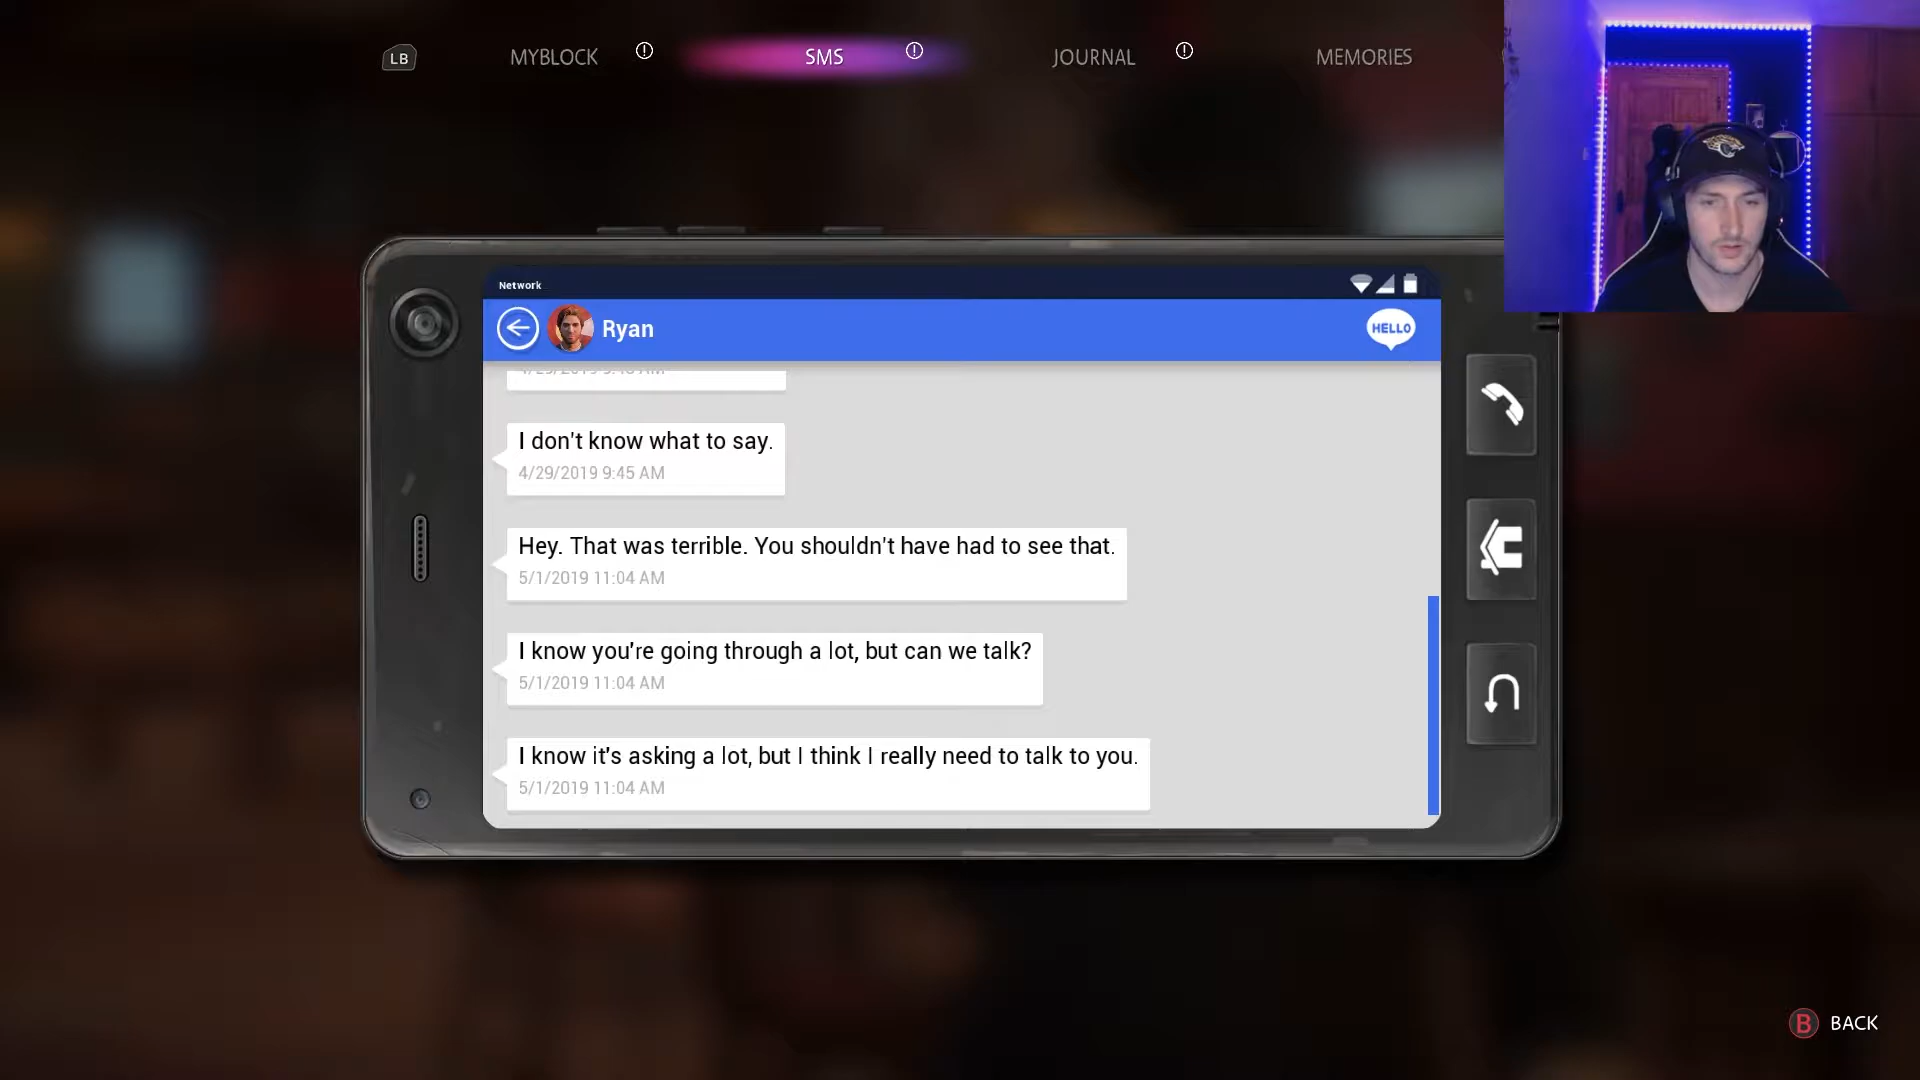 LB
MYBLOCK
SMS
JOURNAL
MEMORIES
Network
Ryan
HELLO
I don't know what to say.
4/29/2019 9:45 AM
Hey. That was terrible. You shouldn't have had to see that.
5/1/2019 11:04 AM
I know you're going through a lot, but can we talk?
5/1/2019 11:04 AM
I know it's asking a lot, but I think I really need to talk to you.
5/1/2019 11:04 AM
B BACK